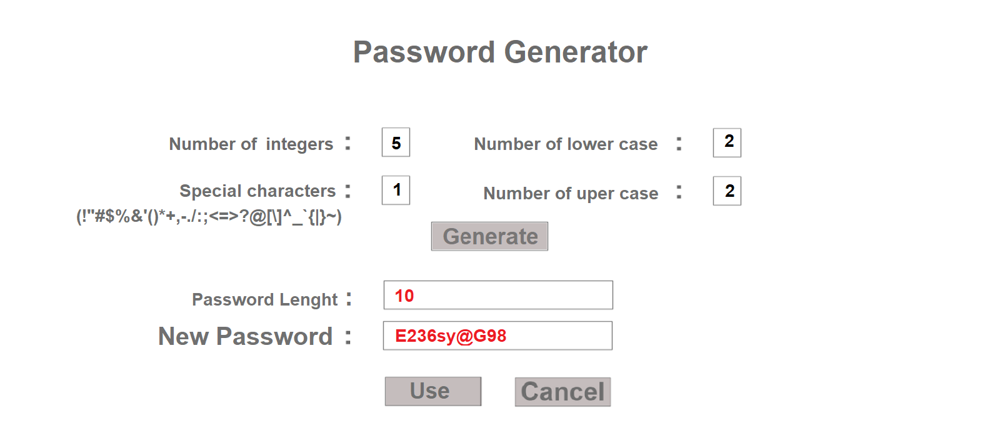 Password Generator
Number of integers : 5 Number of lower case : 2
Special characters : 1 Number of uper case : 2
(!"#$%&'()*+,-./:;<=>?@[\]^_`{|}~)
Generate
Password Lenght : 10
New Password : E236sy@G98
Use Cancel